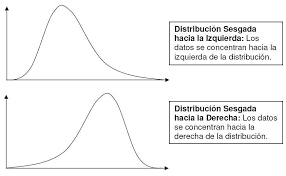 Distribución Sesgada
hacia la Izquierda: Los
datos se concentran hacia la
izquierda de la distribución.
Distribución Sesgada
hacia la Derecha: Los datos
se concentran hacia la
derecha de la distribución.